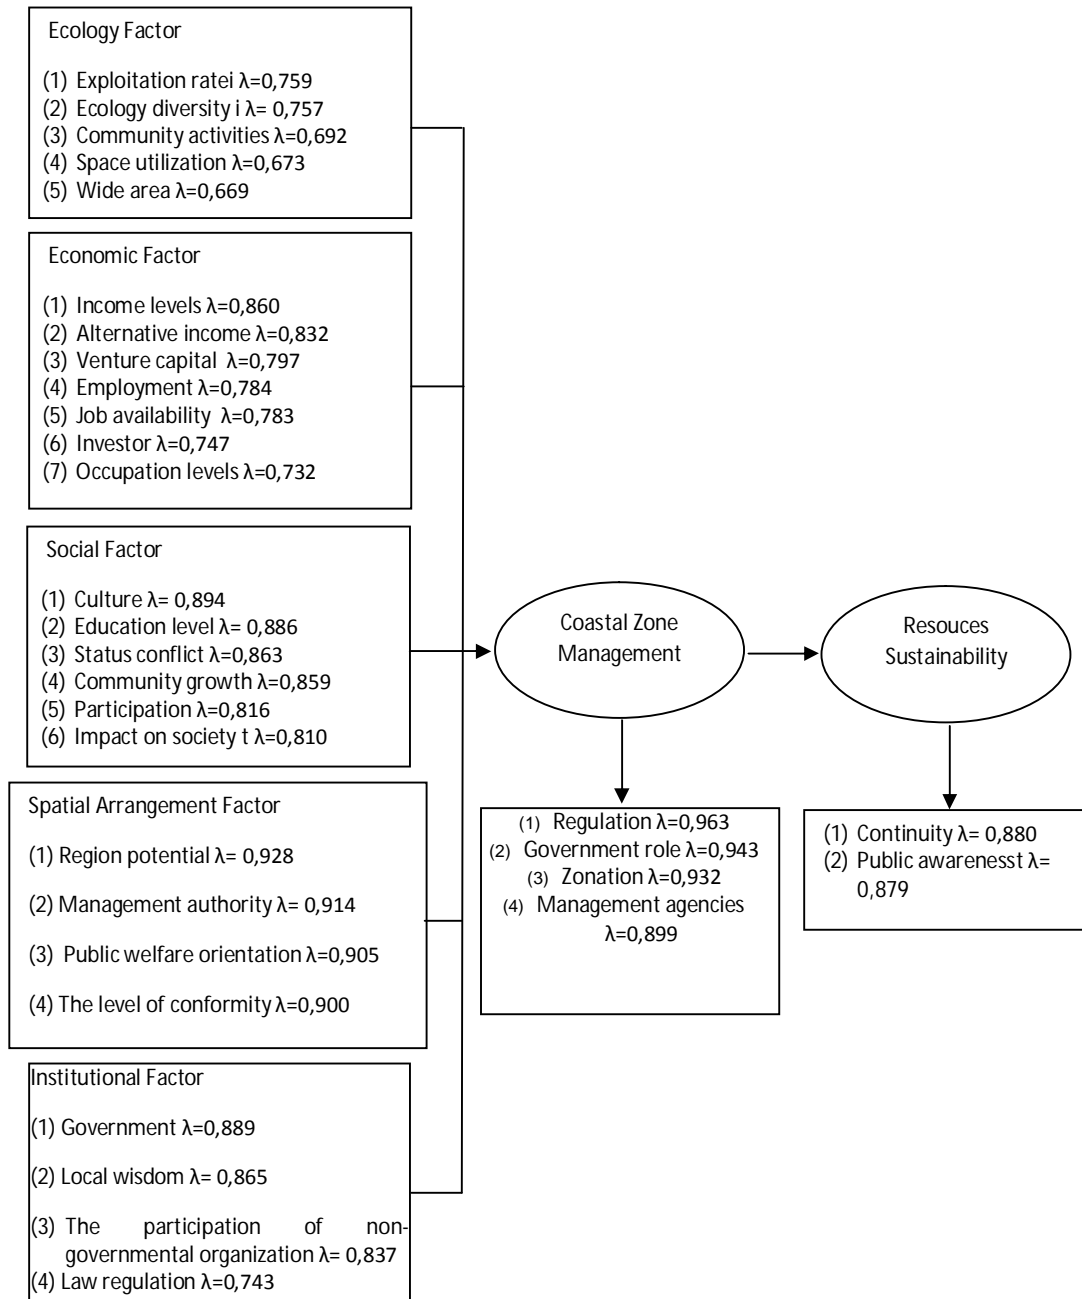 Ecology Factor
(1) Exploitation ratei λ=0,759
(2) Ecology diversity i λ= 0,757
(3) Community activities λ=0,692
(4) Space utilization λ=0,673
(5) Wide area λ=0,669
Economic Factor
(1) Income levels λ=0,860
(2) Alternative income λ=0,832
(3) Venture capital λ=0,797
(4) Employment λ=0,784
(5) Job availability λ=0,783
(6) Investor λ=0,747
(7) Occupation levels λ=0,732
Social Factor
(1) Culture λ= 0,894
(2) Education level λ= 0,886
(3) Status conflict λ=0,863
(4) Community growth λ=0,859
(5) Participation λ=0,816
(6) Impact on society t λ=0,810
Spatial Arrangement Factor
(1) Region potential λ= 0,928
(2) Management authority λ= 0,914
(3) Public welfare orientation λ=0,905
(4) The level of conformity λ=0,900
Institutional Factor
(1) Government λ=0,889
(2) Local wisdom λ= 0,865
(3) The participation of non-
governmental organization λ= 0,837
(4) Law regulation λ=0,743
Coastal Zone
Management
(1) Regulation λ=0,963
(2) Government role λ=0,943
(3) Zonation λ=0,932
(4) Management agencies
λ=0,899
Resouces
Sustainability
(1) Continuity λ= 0,880
(2) Public awarenesst λ=
0,879